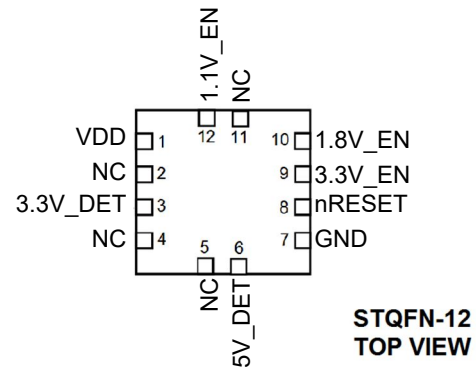 1.1V_EN
NC
12
11
VDD
1
10
1.8V_EN
NC
2
9
3.3V_EN
3.3V_DET
3
8
nRESET
NC
4
7
GND
5
6
NC
5V_DET
STQFN-12
TOP VIEW